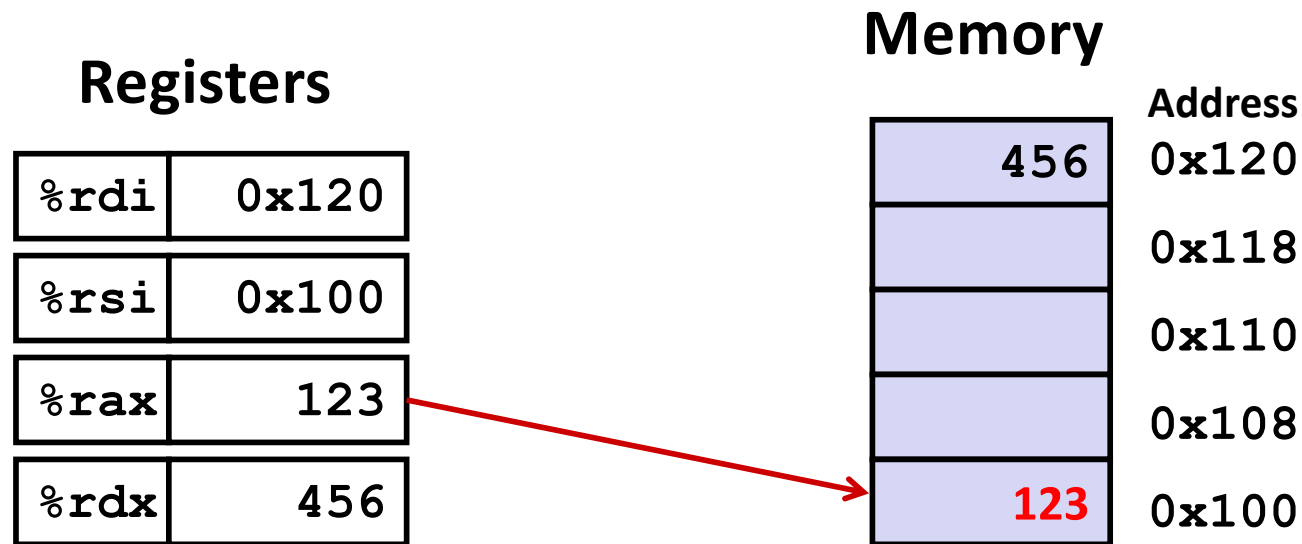 Registers
%rdi 0x120
%rsi 0x100
%rax 123
%rdx 456
Memory
Address
456 0x120
0x118
0x110
0x108
123 0x100